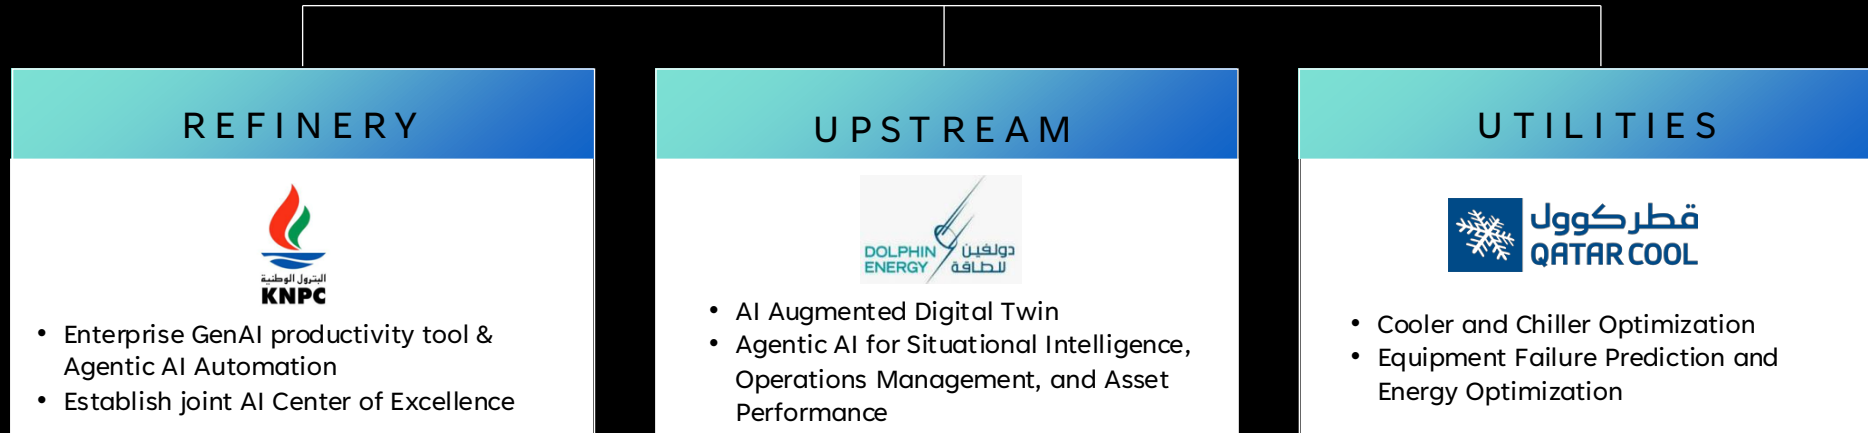 REFINERY
البترول الوطنية
KNPC
• Enterprise GenAI productivity tool &
Agentic AI Automation
• Establish joint AI Center of Excellence
UPSTREAM
DOLPHIN دولفين
ENERGY للطاقة
• AI Augmented Digital Twin
• Agentic AI for Situational Intelligence,
Operations Management, and Asset
Performance
UTILITIES
قطر كوول
QATAR COOL
• Cooler and Chiller Optimization
• Equipment Failure Prediction and
Energy Optimization